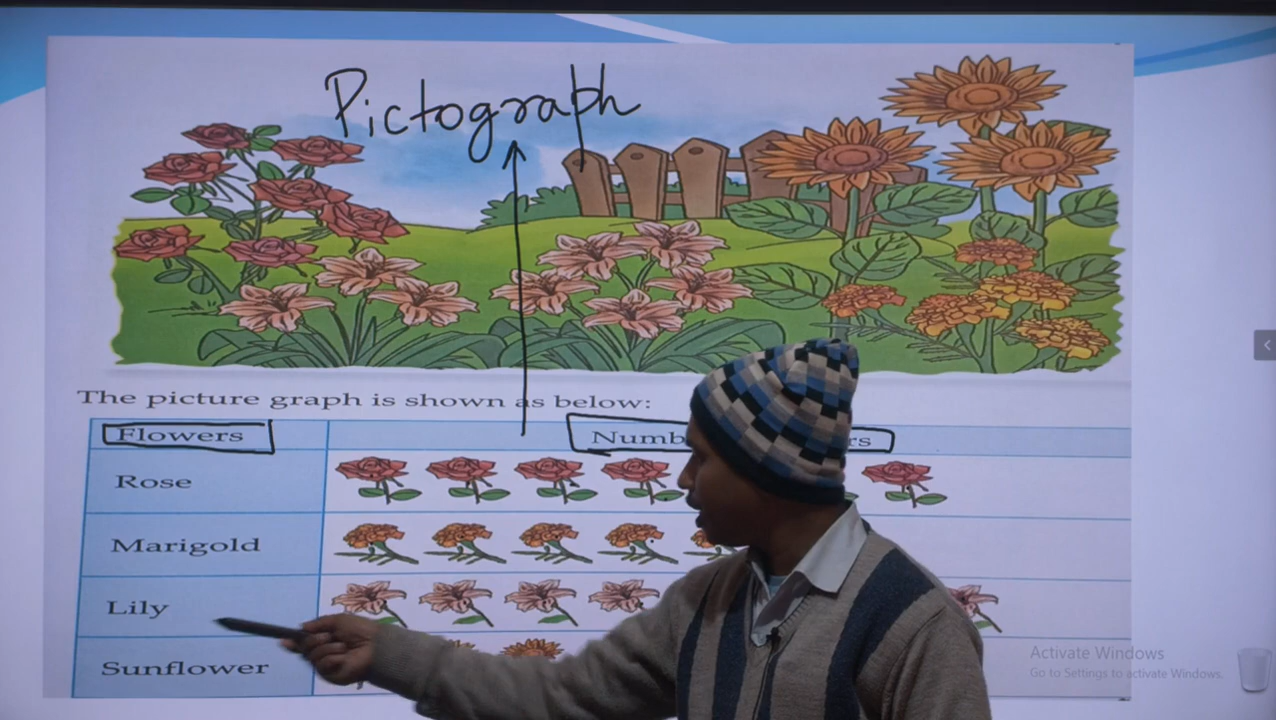 Pictograph
The picture graph is shown as below:
Flowers
Rose
Marigold
Lily
Sunflower
Activate Windows
Go to Settings to activate Windows.